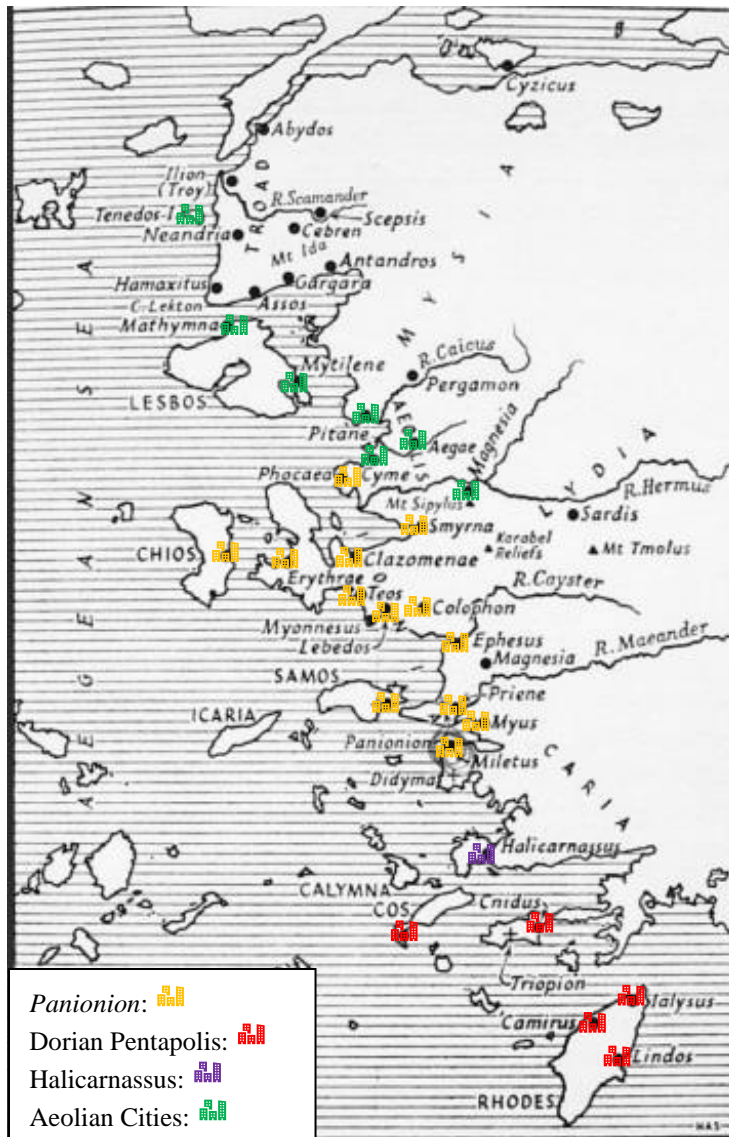 Cyzicus
Abydos
Ilion
(Troy)
TROAD
R.Scamander
Tenedos-I
Scepsis
Neandria
Cebren
Mt Ida
MYSIA
Antandros
Hamaxitus
Gargara
C.Lekton
Assos
Mathymna
Mytilene
R.Caicus
LESBOS
Pergamon
Pitane
AEOLIS
Aegae
Magnesia
Phocaea
Cyme
LYDIA
R.Hermus
Mt Sipylus
Smyrna
Sardis
CHIOS
Clazomenae
Karabel
Reliefs
Mt Tmolus
Erythrae
Teos
R.Cayster
Colophon
Myonnesus
Lebedos
Ephesus
R.Maeander
Magnesia
SAMOS
Priene
ICARIA
Myus
Panionion
Miletus
Didyma
CARIA
AEGEAN SEA
Halicarnassus
CALYMNA
COS
Cnidus
Triopion
Ialysus
Camirus
Lindos
RHODES
HAS
Panionion:
Dorian Pentapolis:
Halicarnassus:
Aeolian Cities: